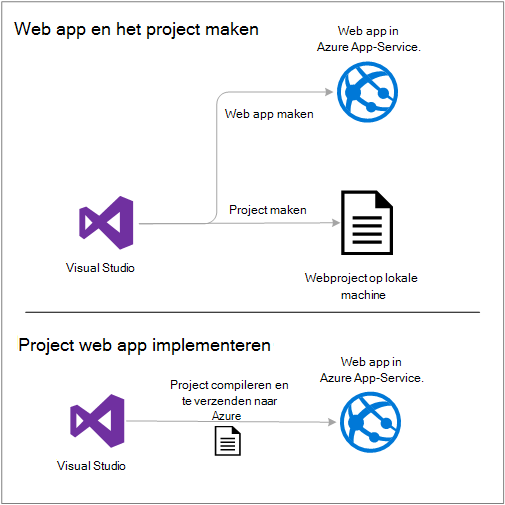 Web app en het project maken
Web app in
Azure App-Service.
Web app maken
Project maken
Visual Studio
Webproject op lokale
machine
Project web app implementeren
Web app in
Azure App-Service.
Project compileren en
te verzenden naar
Azure
Visual Studio